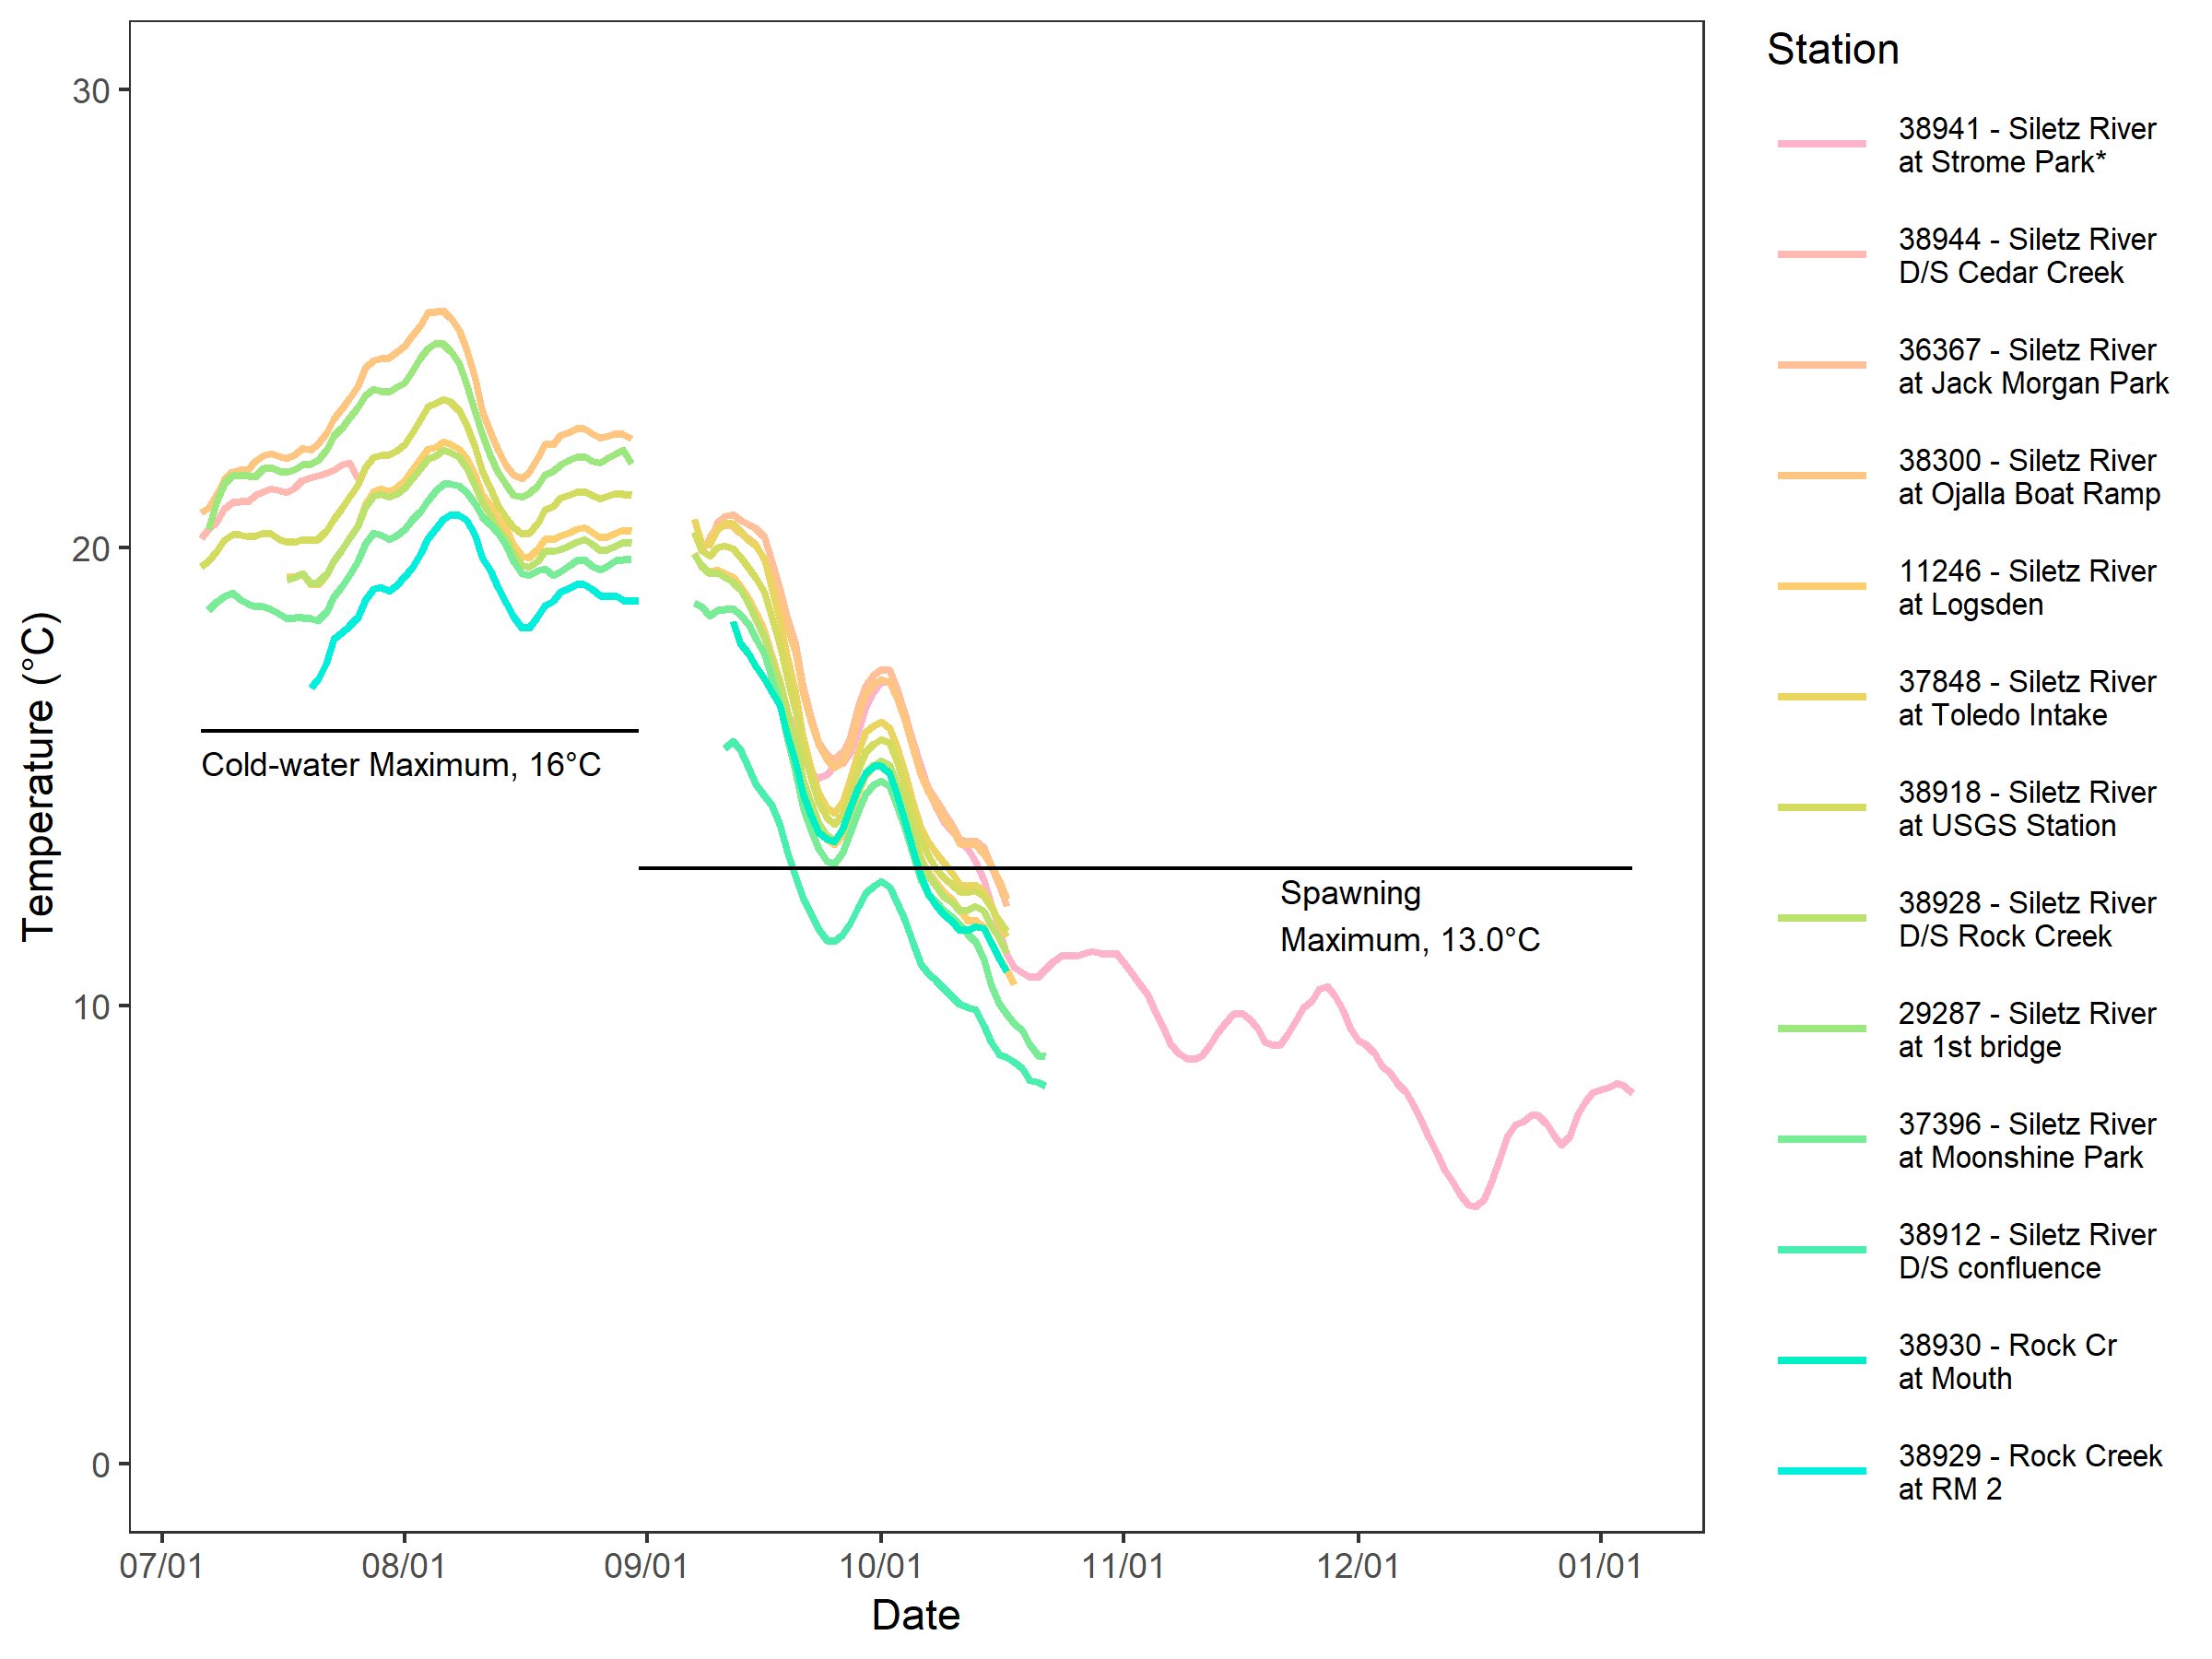 30
20
10
0
Temperature (°C)
Cold-water Maximum, 16°C
Spawning
Maximum, 13.0°C
07/01
08/01
09/01
10/01
11/01
12/01
01/01
Date
Station
38941 - Siletz River
at Strome Park*
38944 - Siletz River
D/S Cedar Creek
36367 - Siletz River
at Jack Morgan Park
38300 - Siletz River
at Ojalla Boat Ramp
11246 - Siletz River
at Logsden
37848 - Siletz River
at Toledo Intake
38918 - Siletz River
at USGS Station
38928 - Siletz River
D/S Rock Creek
29287 - Siletz River
at 1st bridge
37396 - Siletz River
at Moonshine Park
38912 - Siletz River
D/S confluence
38930 - Rock Cr
at Mouth
38929 - Rock Creek
at RM 2